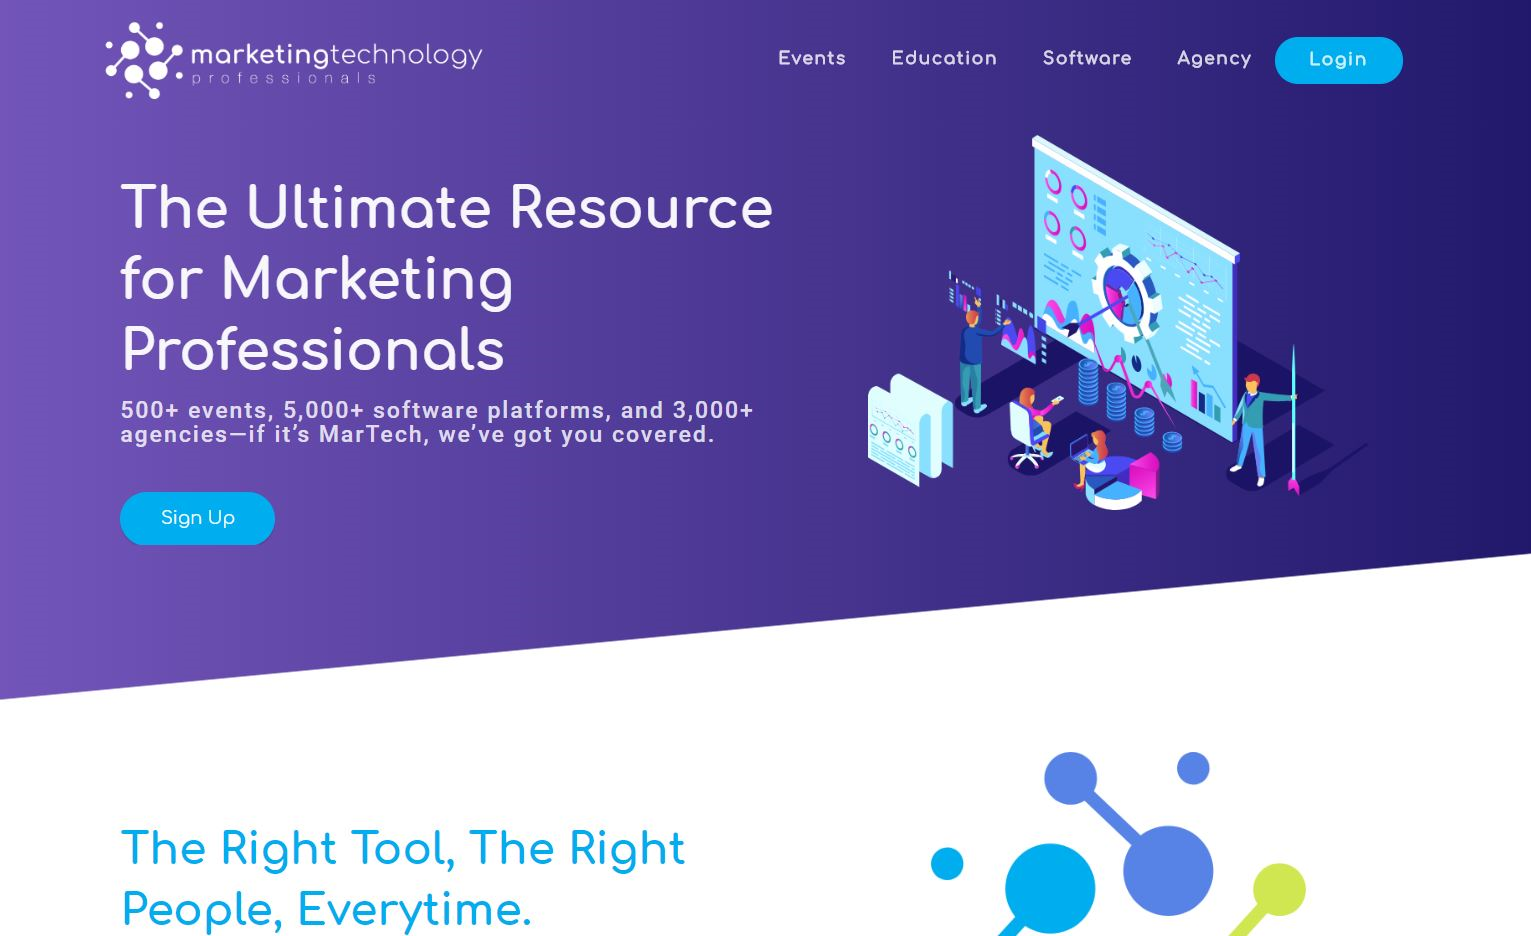 marketingtechnology
professionals
Events Education Software Agency Login
The Ultimate Resource
for Marketing
Professionals
500+ events, 5,000+ software platforms, and 3,000+
agencies—if it’s MarTech, we’ve got you covered.
Sign Up
The Right Tool, The Right
People, Everytime.